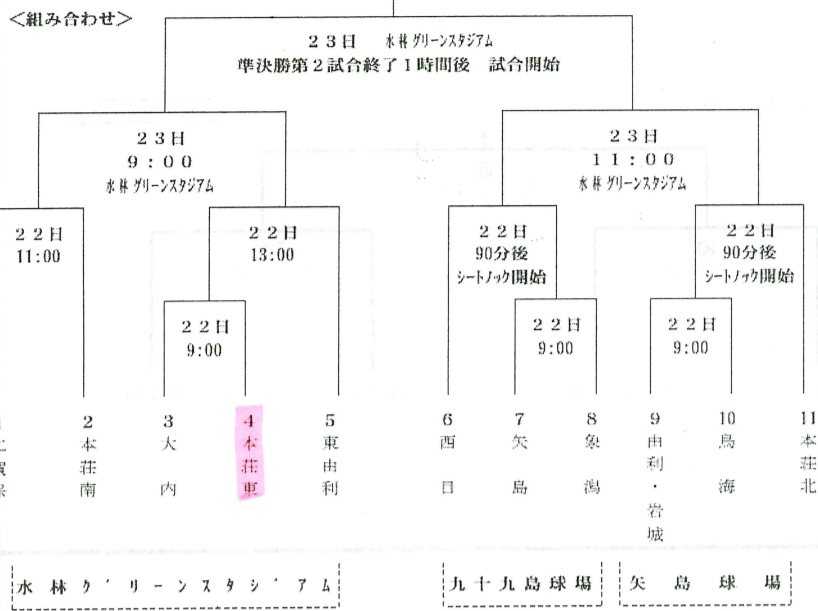 ＜組み合わせ＞
２３日　水林グリーンスタジアム
準決勝第２試合終了１時間後　試合開始
２３日
９：００
水林グリーンスタジアム
２３日
１１：００
水林グリーンスタジアム
２２日
11:00
２２日
13:00
２２日
90分後
シートノック開始
２２日
90分後
シートノック開始
２２日
9:00
２２日
9:00
２２日
9:00
2
本荘南
3
大内
4
本荘東
5
東由利
6
西目
7
矢島
8
象潟
9
由利・岩城
10
鳥海
11
本荘北
水林グリーンスタジアム
九十九島球場
矢島球場